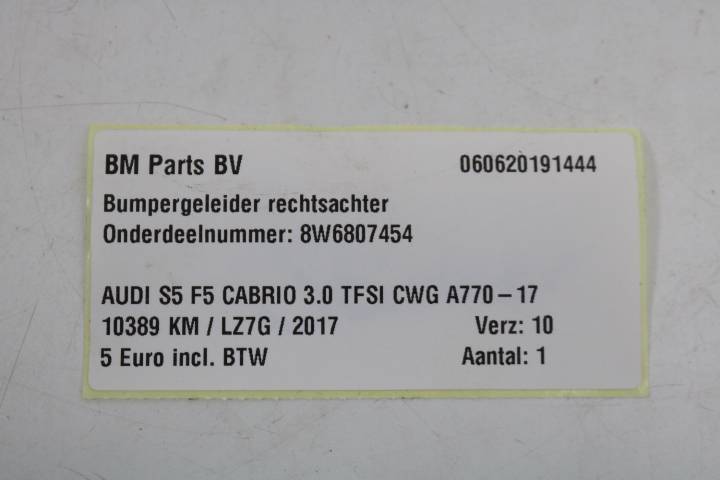 BM Parts BV 060620191444
Bumpergeleider rechtsachter
Onderdeelnummer: 8W6807454
AUDI S5 F5 CABRIO 3.0 TFSI CWG A770-17
10389 KM / LZ7G / 2017 Verz: 10
5 Euro incl. BTW Aantal: 1